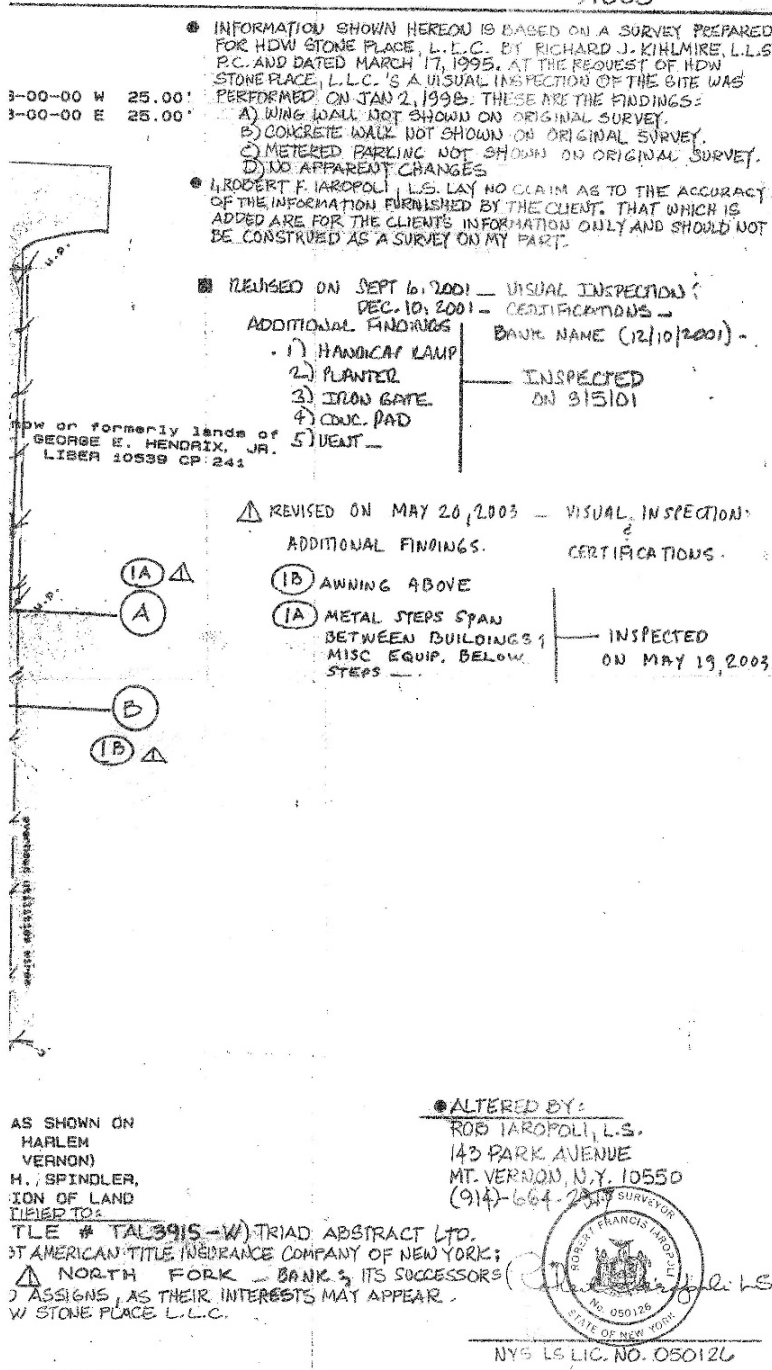 ● INFORMATION SHOWN HEREON IS BASED ON A SURVEY PREPARED
FOR HDW STONE PLACE, L.L.C. BY RICHARD J. KIHLMIRE, L.L.S
P.C. AND DATED MARCH 17, 1995. AT THE REQUEST OF HDW
STONE PLACE, L.L.C.'S A VISUAL INSPECTION OF THE SITE WAS
PERFORMED ON JAN 2, 1998. THESE ARE THE FINDINGS:
3-00-00 W 25.00'
3-00-00 E 25.00'
A) WING WALL NOT SHOWN ON ORIGINAL SURVEY.
B) CONCRETE WALK NOT SHOWN ON ORIGINAL SURVEY.
C) METERED PARKING NOT SHOWN ON ORIGINAL SURVEY.
D) NO APPARENT CHANGES
● I, ROBERT F. IAROPOLI, L.S. LAY NO CLAIM AS TO THE ACCURACY
OF THE INFORMATION FURNISHED BY THE CLIENT. THAT WHICH IS
ADDED ARE FOR THE CLIENTS INFORMATION ONLY AND SHOULD NOT
BE CONSTRUED AS A SURVEY ON MY PART.
U.P.
REVISED ON SEPT 6, 2001 _ VISUAL INSPECTION;
DEC. 10, 2001 - CERTIFICATIONS -
ADDITIONAL FINDINGS
BANK NAME (12/10/2001) -
1) HANDICAP RAMP
2) PLANTER
3) IRON GATE
4) CONC. PAD
5) VENT _
INSPECTED
ON 9/5/01
now or formerly lands of
GEORGE E. HENDRIX, JR.
LIBER 10539 CP 241
REVISED ON MAY 20, 2003 _ VISUAL INSPECTION:
&
ADDITIONAL FINDINGS.
CERTIFICATIONS.
1B AWNING ABOVE
1A METAL STEPS SPAN
BETWEEN BUILDINGS;
MISC EQUIP. BELOW
STEPS _.
INSPECTED
ON MAY 19, 2003
1A
U.P.
A
B
1B
overhead utilities wires
AS SHOWN ON
HARLEM
VERNON)
H. SPINDLER,
ION OF LAND
TIFIED TO:
TLE # TAL3915-W) TRIAD ABSTRACT LTD.
ST AMERICAN TITLE INSURANCE COMPANY OF NEW YORK;
NORTH FORK _ BANK; ITS SUCCESSORS
ASSIGNS, AS THEIR INTERESTS MAY APPEAR.
W STONE PLACE L.L.C.
● ALTERED BY:
ROB IAROPOLI, L.S.
143 PARK AVENUE
MT. VERNON, N.Y. 10550
(914)-664-
SURVEYOR
ROBERT FRANCIS IAROPOLI
No. 050126
STATE OF NEW YORK
NYS LS LIC. NO. 050126